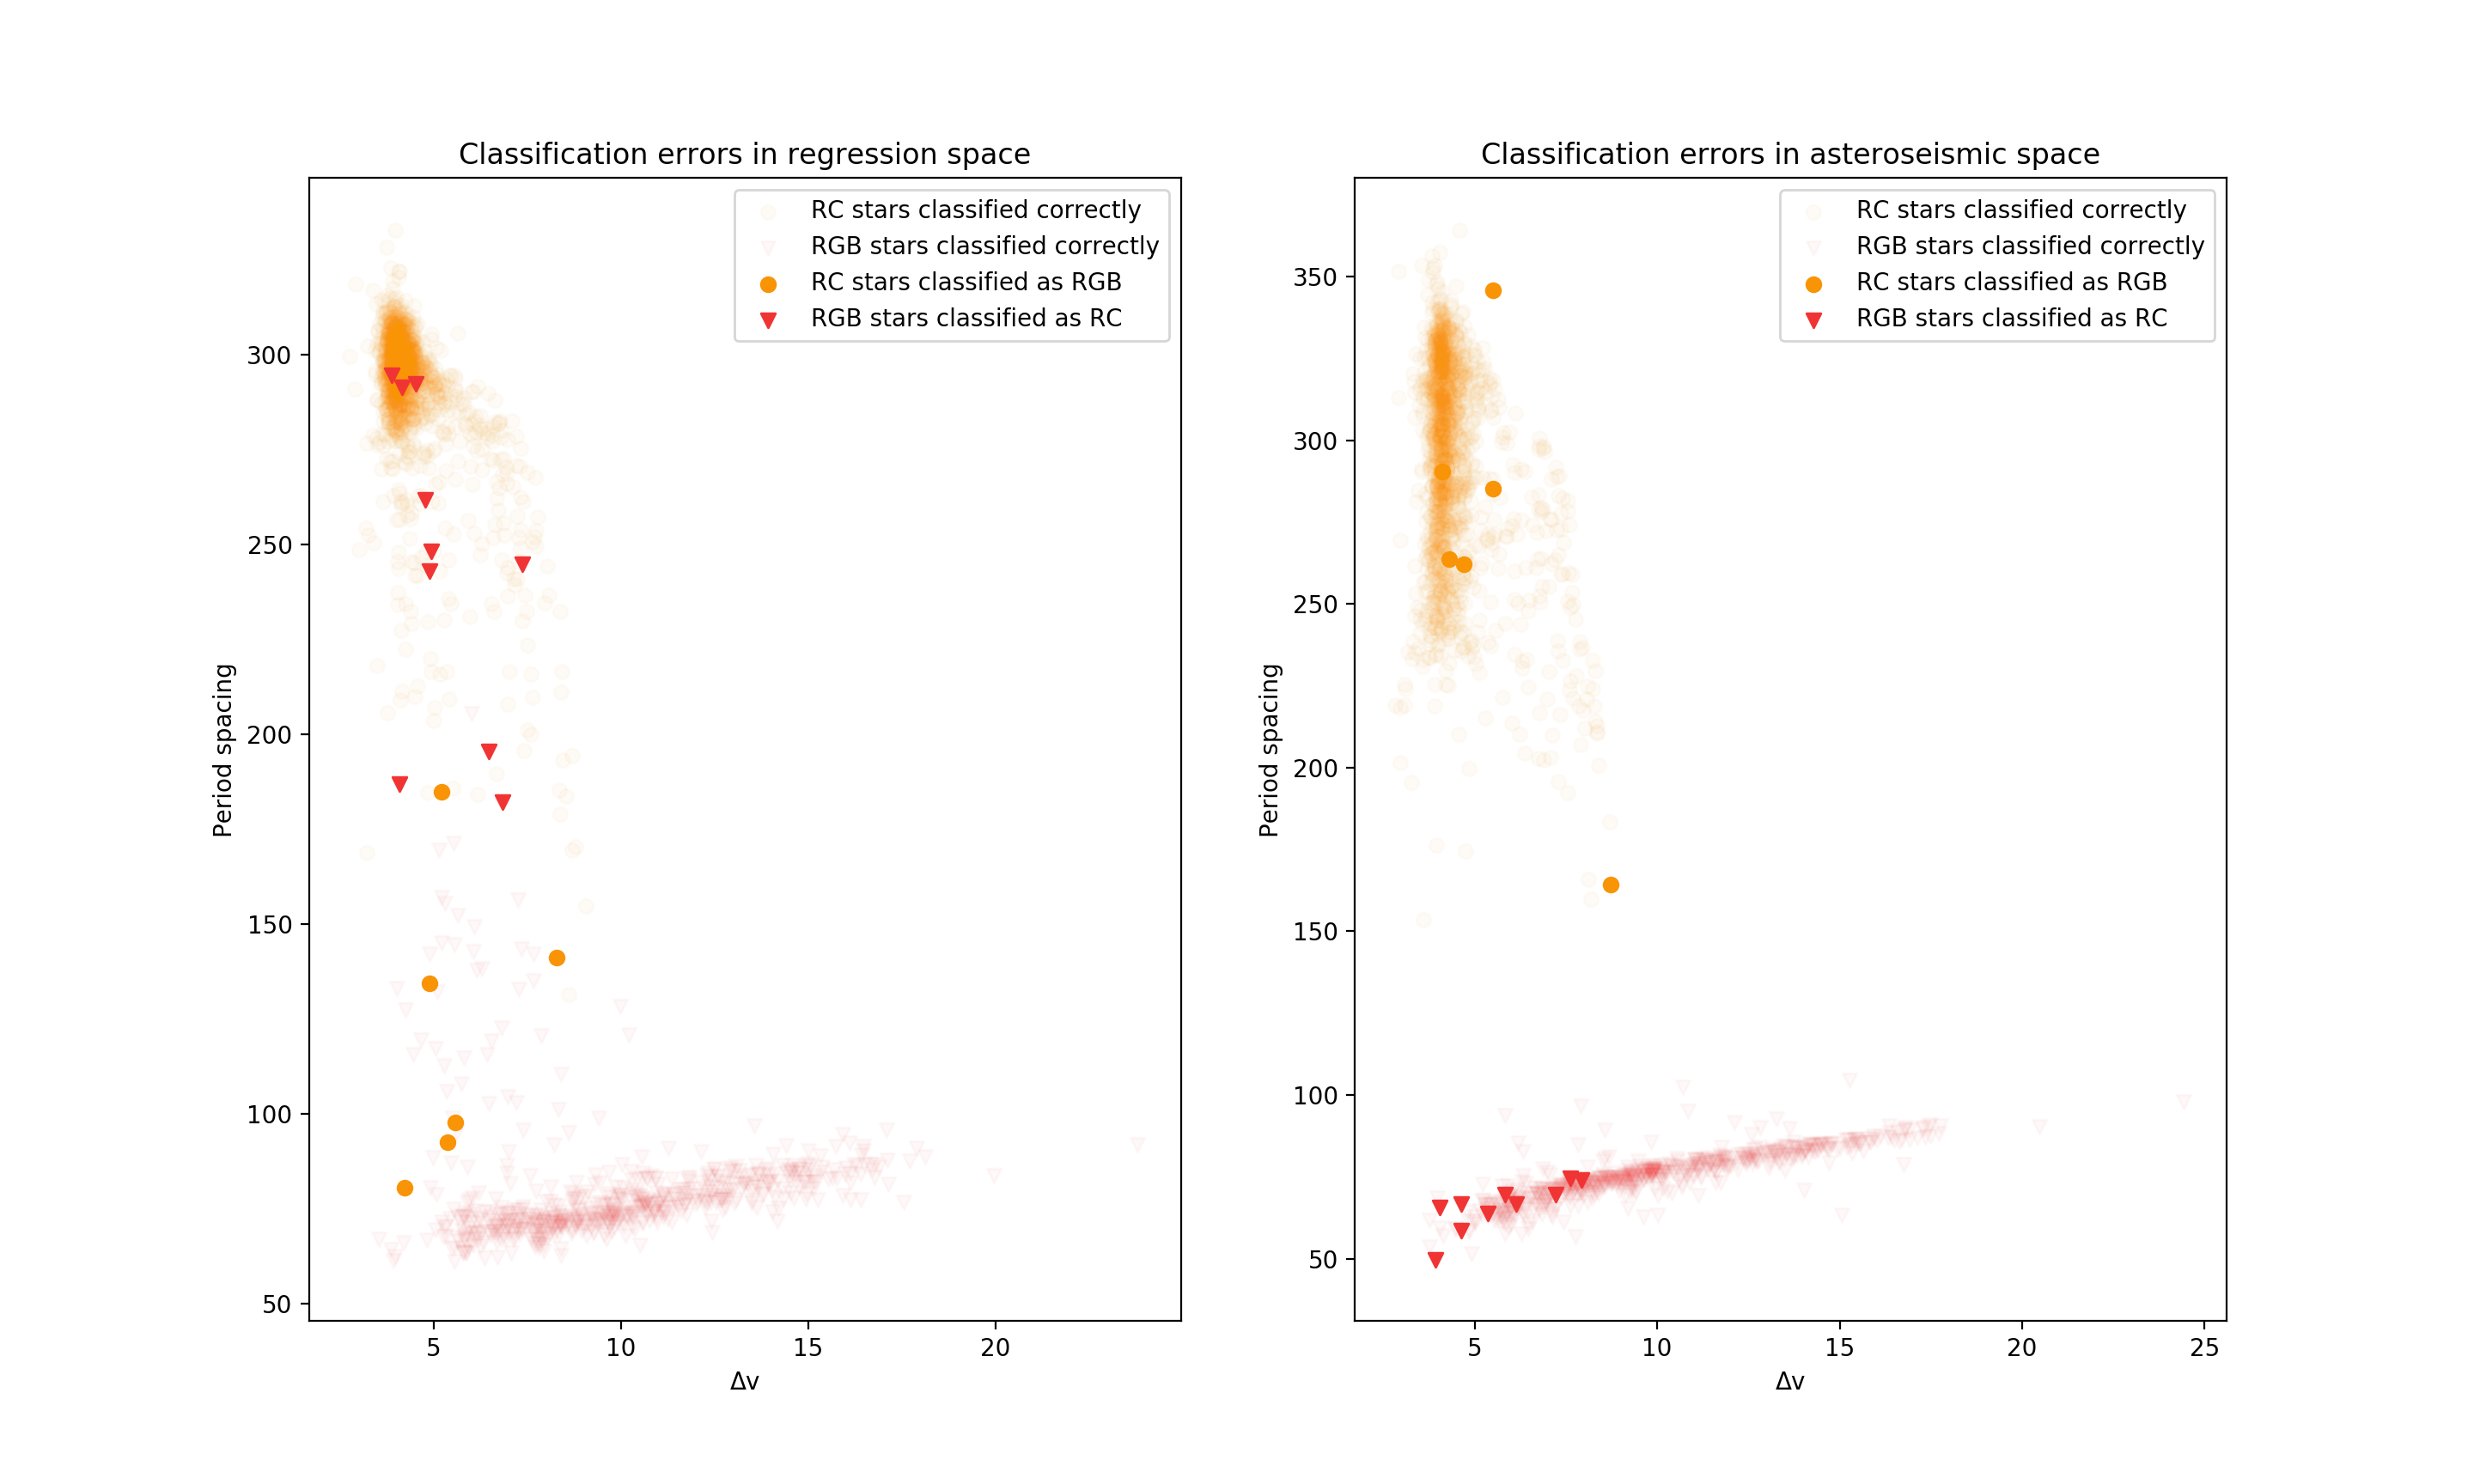 Classification errors in regression space
RC stars classified correctly
RGB stars classified correctly
RC stars classified as RGB
RGB stars classified as RC
300
250
200
150
100
50
Period spacing
5
10
15
20
Δv
Classification errors in asteroseismic space
RC stars classified correctly
RGB stars classified correctly
RC stars classified as RGB
RGB stars classified as RC
350
300
250
200
150
100
50
Period spacing
5
10
15
20
25
Δv